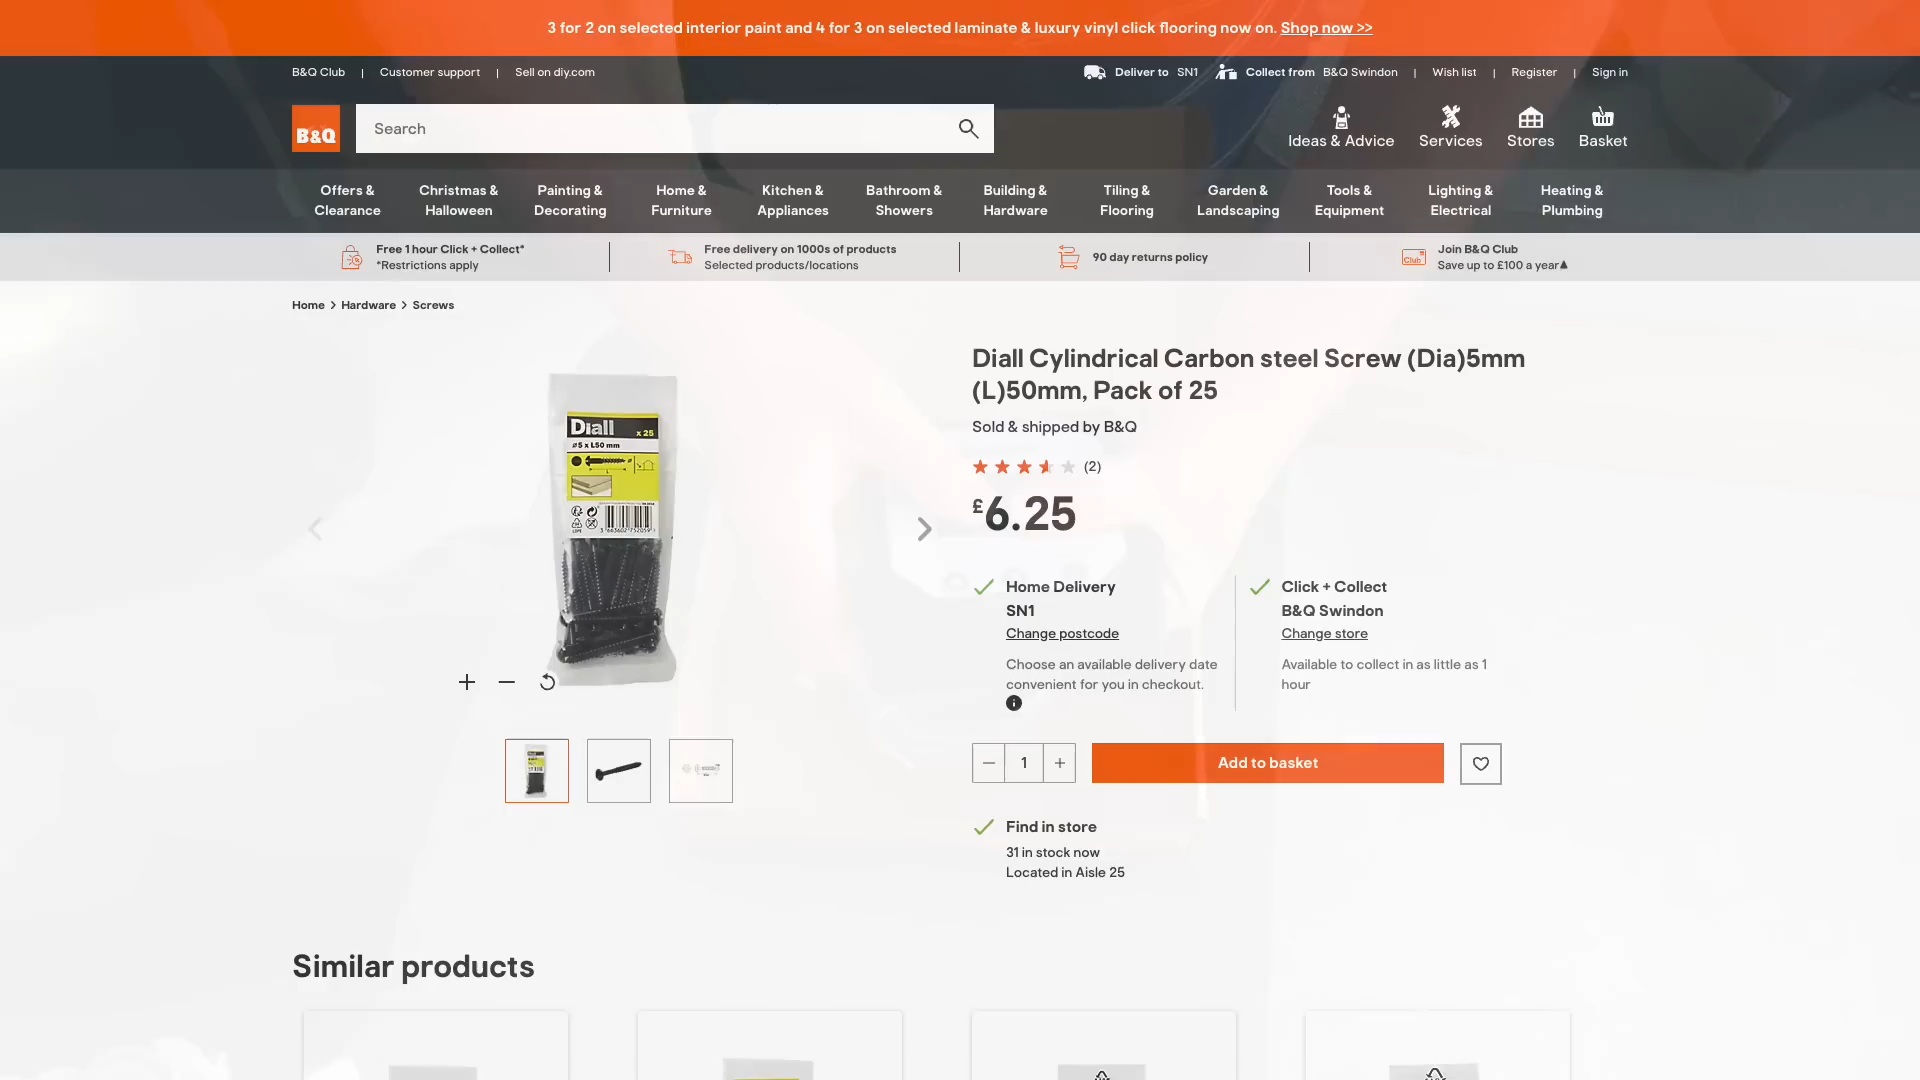 3 for 2 on selected interior paint and 4 for 3 on selected laminate & luxury vinyl click flooring now on. Shop now >>
B&Q Club | Customer support | Sell on diy.com
Deliver to SN1 Collect from B&Q Swindon | Wish list | Register | Sign in
B&Q
Search
Ideas & Advice
Services
Stores
Basket
Offers &
Clearance
Christmas &
Halloween
Painting &
Decorating
Home &
Furniture
Kitchen &
Appliances
Bathroom &
Showers
Building &
Hardware
Tiling &
Flooring
Garden &
Landscaping
Tools &
Equipment
Lighting &
Electrical
Heating &
Plumbing
Free 1 hour Click + Collect*
*Restrictions apply
Free delivery on 1000s of products
Selected products/locations
90 day returns policy
Club
Join B&Q Club
Save up to £100 a year▲
Home > Hardware > Screws
Diall
x 25
ø5 x L50 mm
3 663602 752059
Diall Cylindrical Carbon steel Screw (Dia)5mm
(L)50mm, Pack of 25
Sold & shipped by B&Q
(2)
£6.25
Home Delivery
SN1
Change postcode
Choose an available delivery date
convenient for you in checkout.
Click + Collect
B&Q Swindon
Change store
Available to collect in as little as 1
hour
1
Add to basket
Find in store
31 in stock now
Located in Aisle 25
Similar products